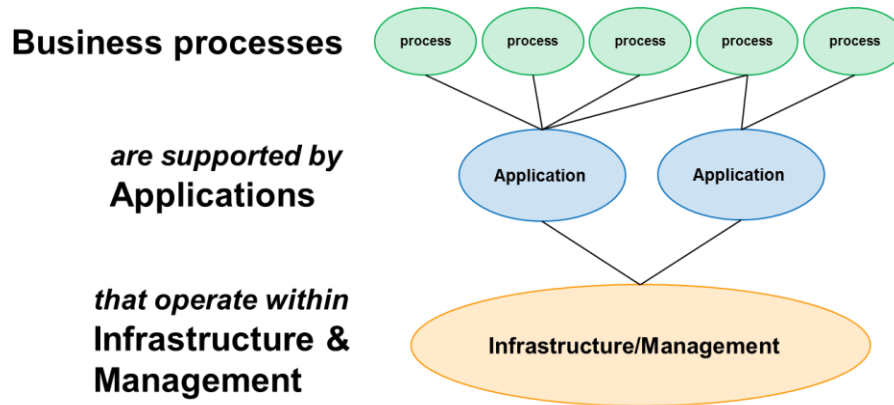 Business processes
process
process
process
process
process
are supported by
Applications
Application
Application
that operate within
Infrastructure &
Management
Infrastructure/Management